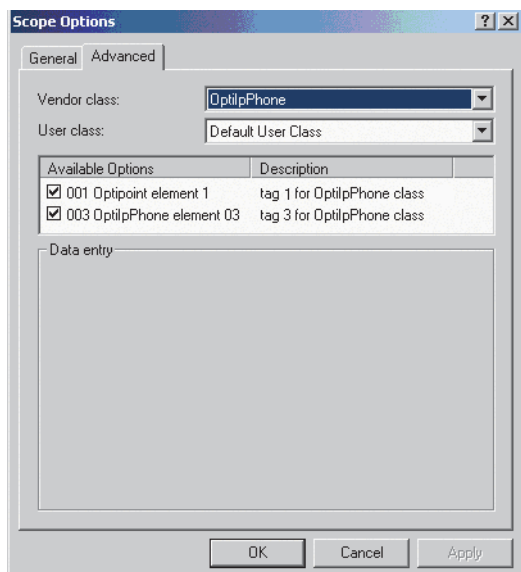 Scope Options
General Advanced
Vendor class: OptiIpPhone
User class: Default User Class
Available Options Description
001 Optipoint element 1 tag 1 for OptiIpPhone class
003 OptiIpPhone element 03 tag 3 for OptiIpPhone class
Data entry
OK Cancel Apply